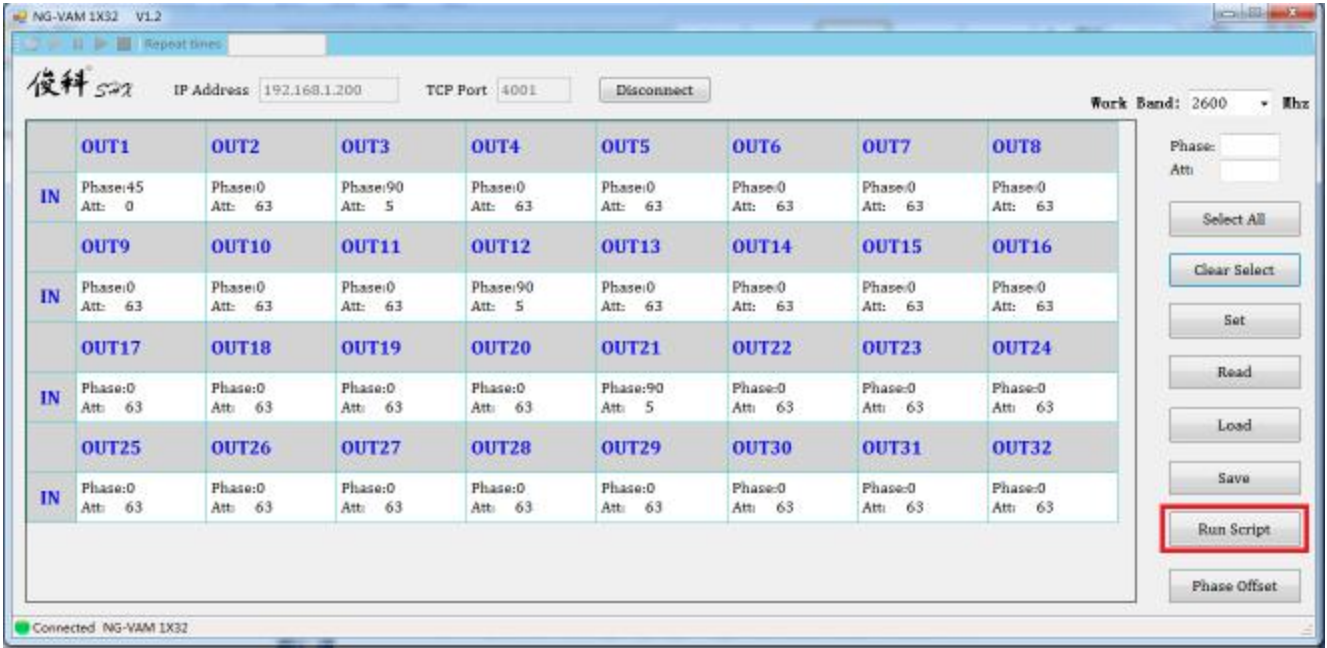 NG-VAM 1X32 V1.2
Repeat times
俊科® IP Address 192.168.1.200 TCP Port 4001 Disconnect
Work Band: 2600 Mhz
OUT1 OUT2 OUT3 OUT4 OUT5 OUT6 OUT7 OUT8
IN Phase:45 Phase:0 Phase:90 Phase:0 Phase:0 Phase:0 Phase:0 Phase:0
Att: 0 Att: 63 Att: 5 Att: 63 Att: 63 Att: 63 Att: 63 Att: 63
OUT9 OUT10 OUT11 OUT12 OUT13 OUT14 OUT15 OUT16
IN Phase:0 Phase:0 Phase:0 Phase:90 Phase:0 Phase:0 Phase:0 Phase:0
Att: 63 Att: 63 Att: 63 Att: 5 Att: 63 Att: 63 Att: 63 Att: 63
OUT17 OUT18 OUT19 OUT20 OUT21 OUT22 OUT23 OUT24
IN Phase:0 Phase:0 Phase:0 Phase:0 Phase:90 Phase:0 Phase:0 Phase:0
Att: 63 Att: 63 Att: 63 Att: 63 Att: 5 Att: 63 Att: 63 Att: 63
OUT25 OUT26 OUT27 OUT28 OUT29 OUT30 OUT31 OUT32
IN Phase:0 Phase:0 Phase:0 Phase:0 Phase:0 Phase:0 Phase:0 Phase:0
Att: 63 Att: 63 Att: 63 Att: 63 Att: 63 Att: 63 Att: 63 Att: 63
Phase:
Att:
Select All
Clear Select
Set
Read
Load
Save
Run Script
Phase Offset
Connected NG-VAM 1X32